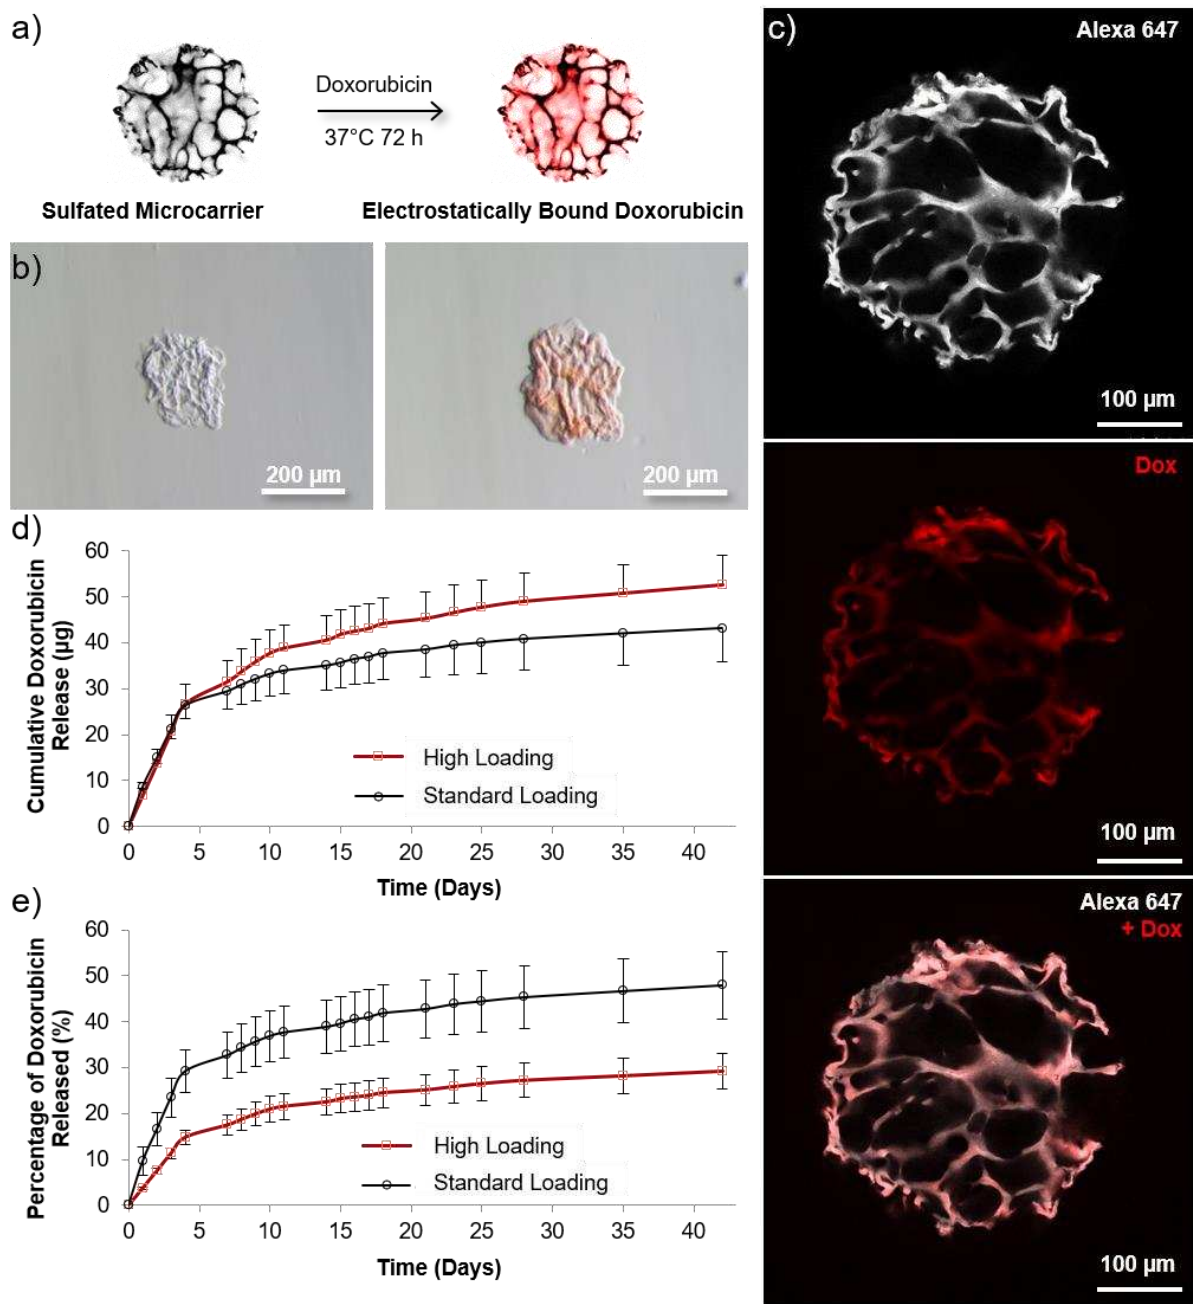 a)
Doxorubicin
37°C 72 h
Sulfated Microcarrier
Electrostatically Bound Doxorubicin
b)
200 µm
200 µm
c)
Alexa 647
100 µm
Dox
100 µm
Alexa 647
+ Dox
100 µm
d)
Cumulative Doxorubicin
Release (µg)
60
50
40
30
20
10
0
High Loading
Standard Loading
0 5 10 15 20 25 30 35 40
Time (Days)
e)
Percentage of Doxorubicin
Released (%)
60
50
40
30
20
10
0
High Loading
Standard Loading
0 5 10 15 20 25 30 35 40
Time (Days)